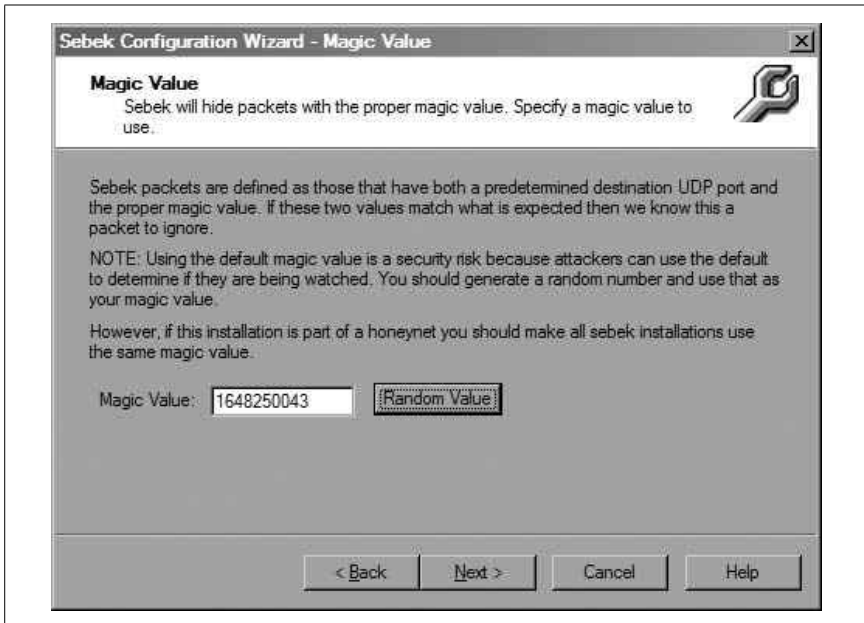 Sebek Configuration Wizard - Magic Value
Magic Value
Sebek will hide packets with the proper magic value. Specify a magic value to
use.
Sebek packets are defined as those that have both a predetermined destination UDP port and
the proper magic value. If these two values match what is expected then we know this a
packet to ignore.
NOTE: Using the default magic value is a security risk because attackers can use the default
to determine if they are being watched. You should generate a random number and use that as
your magic value.
However, if this installation is part of a honeynet you should make all sebek installations use
the same magic value.
Magic Value: 1648250043 Random Value
< Back Next > Cancel Help